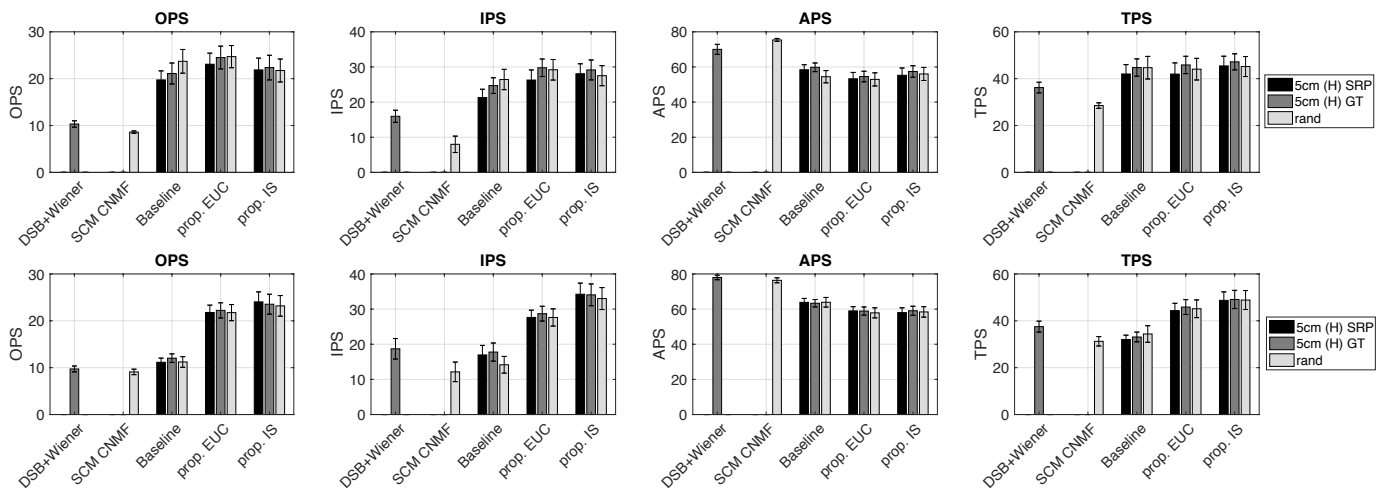 OPS
30
20
10
0
OPS
DSB+Wiener
SCM CNMF
Baseline
prop. EUC
prop. IS
IPS
40
30
20
10
0
IPS
DSB+Wiener
SCM CNMF
Baseline
prop. EUC
prop. IS
APS
80
60
40
20
0
APS
DSB+Wiener
SCM CNMF
Baseline
prop. EUC
prop. IS
TPS
60
40
20
0
TPS
DSB+Wiener
SCM CNMF
Baseline
prop. EUC
prop. IS
5cm (H) SRP
5cm (H) GT
rand
OPS
30
20
10
0
OPS
DSB+Wiener
SCM CNMF
Baseline
prop. EUC
prop. IS
IPS
40
30
20
10
0
IPS
DSB+Wiener
SCM CNMF
Baseline
prop. EUC
prop. IS
APS
80
60
40
20
0
APS
DSB+Wiener
SCM CNMF
Baseline
prop. EUC
prop. IS
TPS
60
40
20
0
TPS
DSB+Wiener
SCM CNMF
Baseline
prop. EUC
prop. IS
5cm (H) SRP
5cm (H) GT
rand